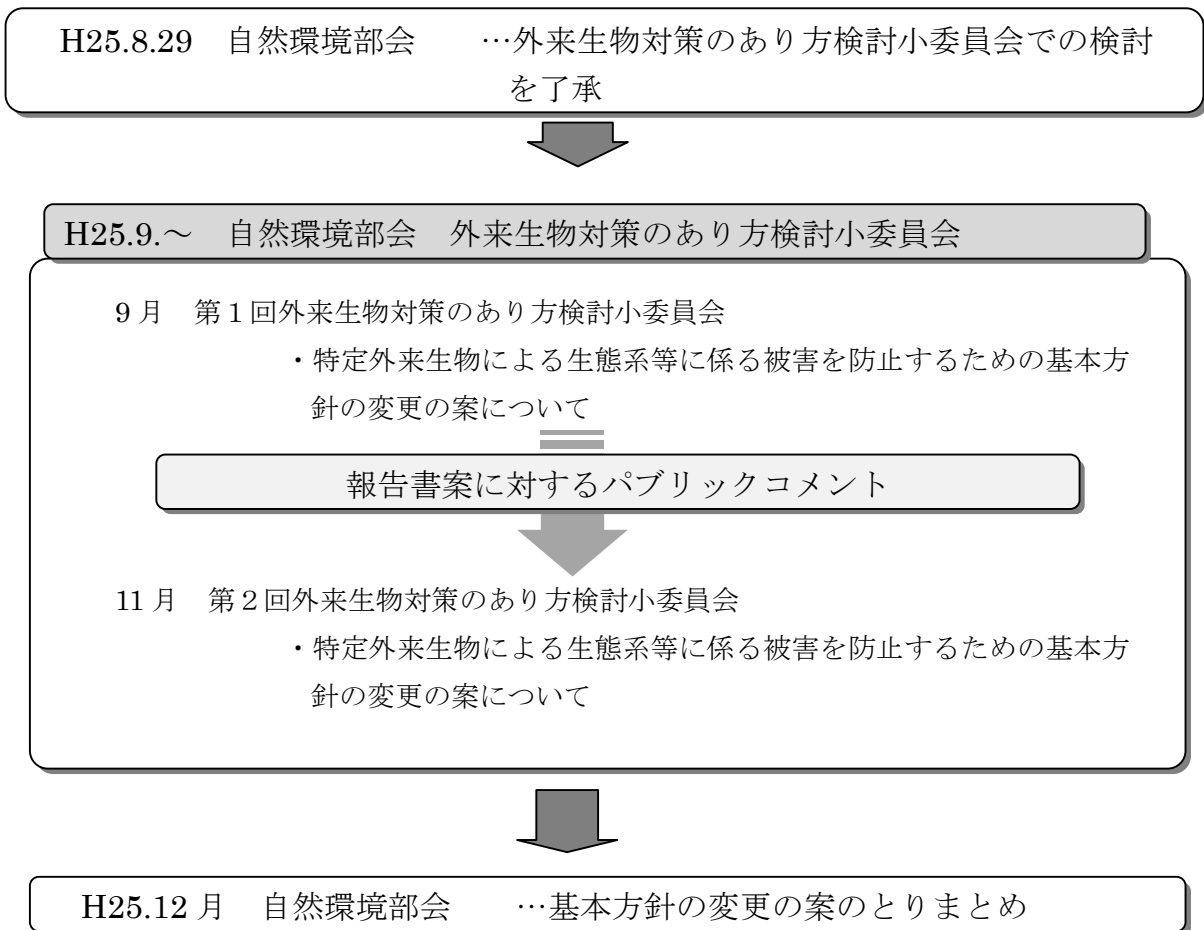 H25.8.29　自然環境部会　　…外来生物対策のあり方検討小委員会での検討
を了承
H25.9.～　自然環境部会　外来生物対策のあり方検討小委員会
9月　第１回外来生物対策のあり方検討小委員会
・特定外来生物による生態系等に係る被害を防止するための基本方
針の変更の案について
報告書案に対するパブリックコメント
11月　第２回外来生物対策のあり方検討小委員会
・特定外来生物による生態系等に係る被害を防止するための基本方
針の変更の案について
H25.12月　自然環境部会　　…基本方針の変更の案のとりまとめ